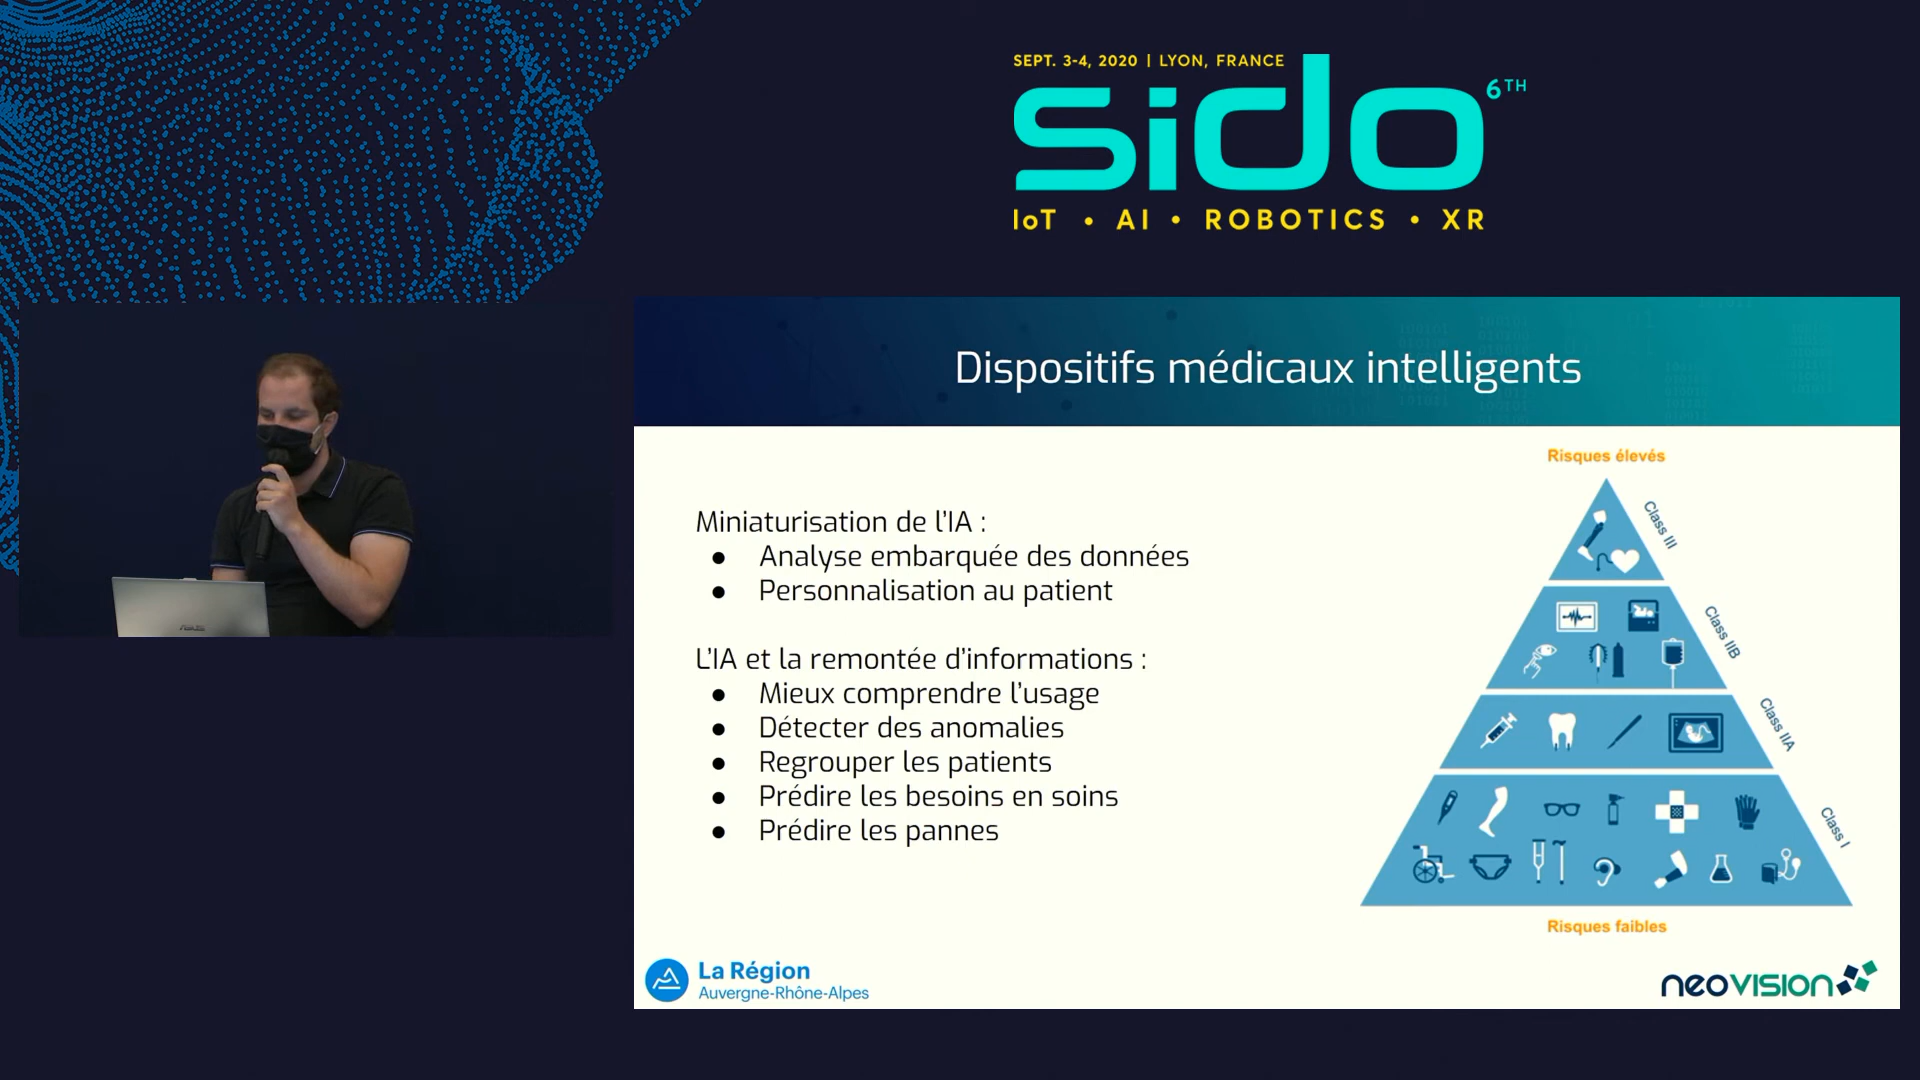 SEPT. 3-4, 2020 | LYON, FRANCE
sido 6TH
IoT • AI • ROBOTICS • XR
Dispositifs médicaux intelligents
Miniaturisation de l'IA :
● Analyse embarquée des données
● Personnalisation au patient
L'IA et la remontée d'informations :
● Mieux comprendre l'usage
● Détecter des anomalies
● Regrouper les patients
● Prédire les besoins en soins
● Prédire les pannes
Risques élevés
Class III
Class IIB
Class IIA
Class I
Risques faibles
La Région
Auvergne-Rhône-Alpes
neovision
ASUS